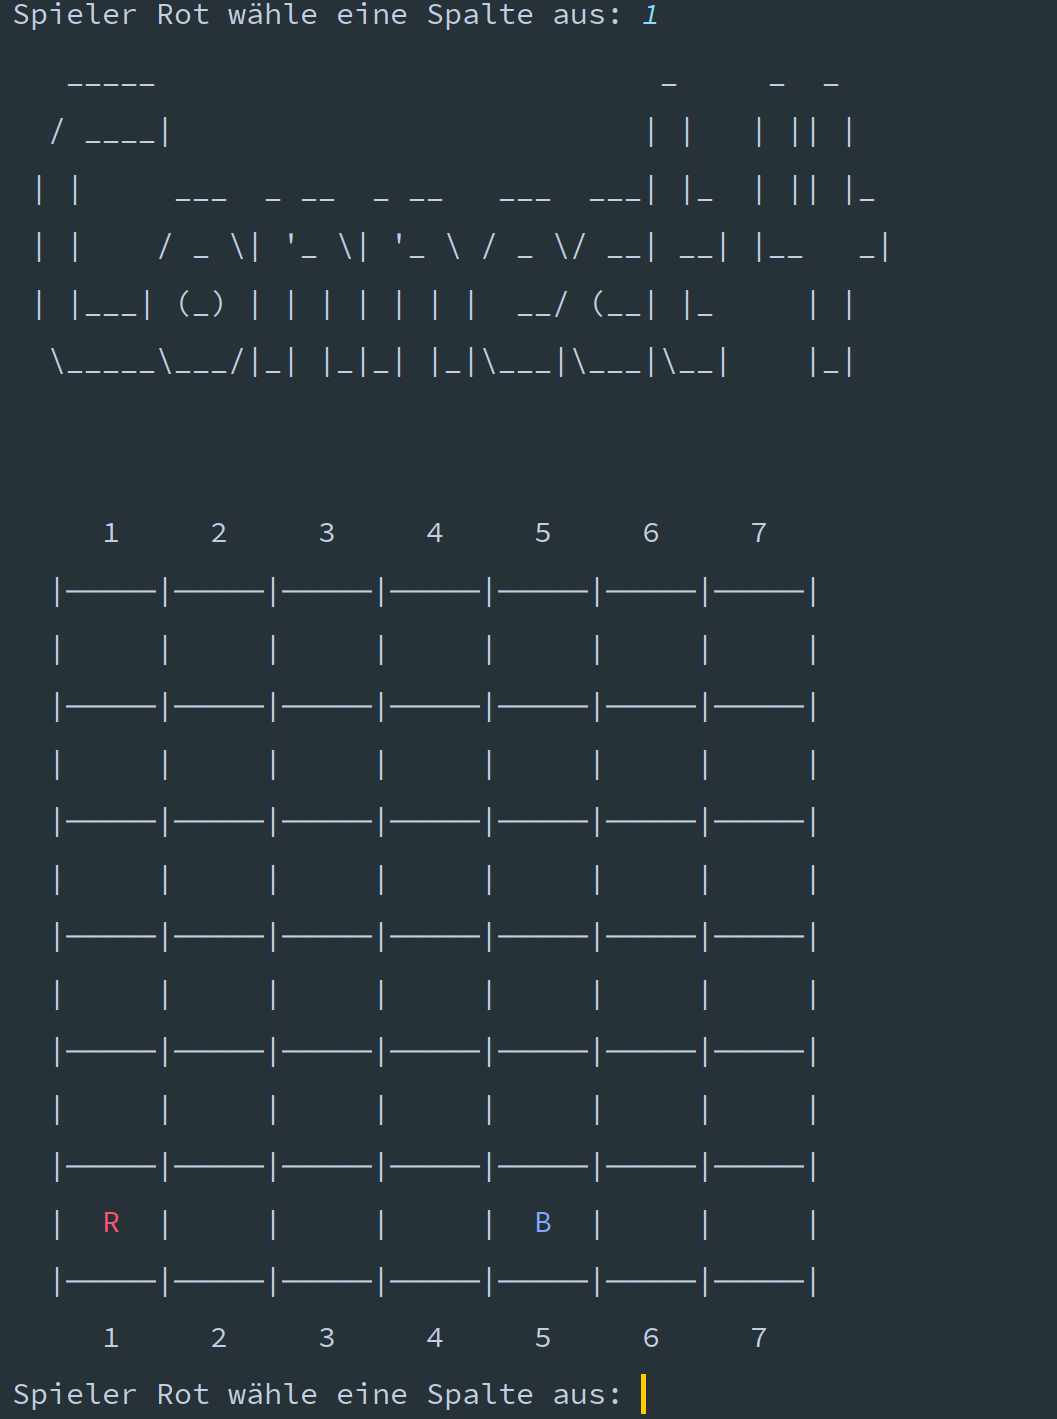 Spieler Rot wähle eine Spalte aus: 1
Connect 4
1 2 3 4 5 6 7
R B
1 2 3 4 5 6 7
Spieler Rot wähle eine Spalte aus: